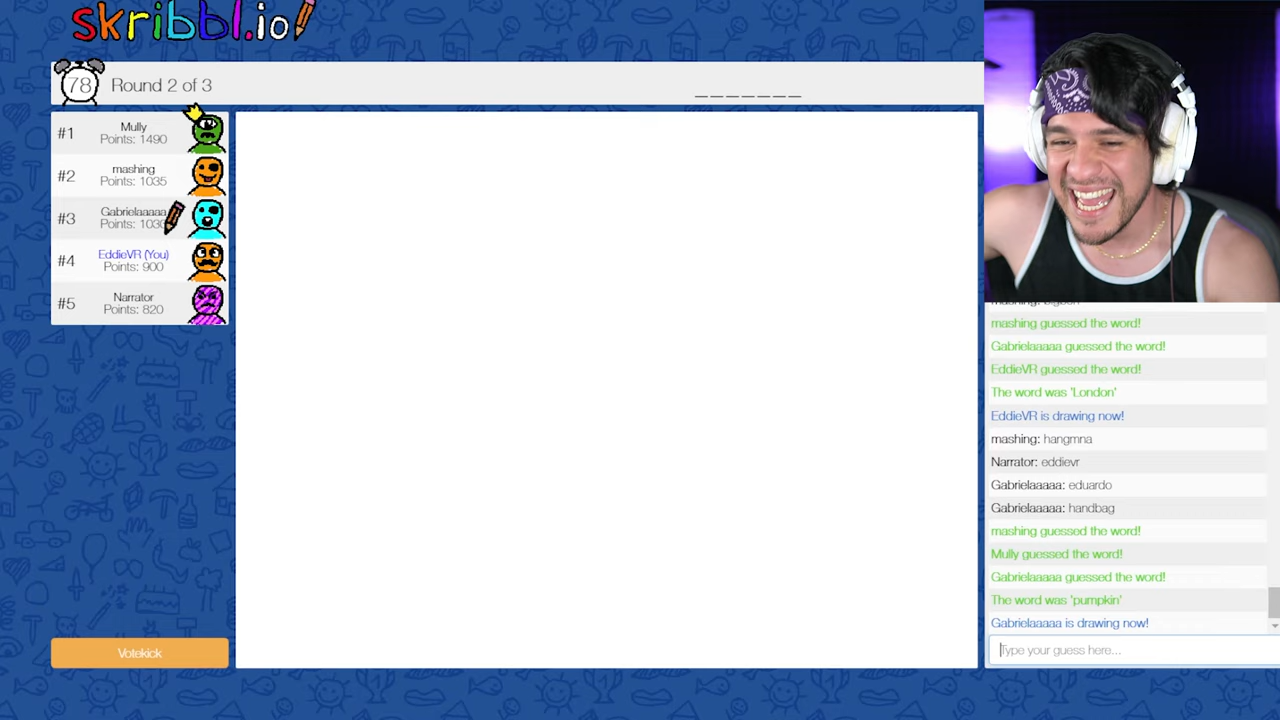 skribbl.io
78
Round 2 of 3
_______
#1
Mully
Points: 1490
#2
mashing
Points: 1035
#3
Gabrielaaaaa
Points: 1030
#4
EddieVR (You)
Points: 900
#5
Narrator
Points: 820
Votekick
mashing:
mashing guessed the word!
Gabrielaaaaa guessed the word!
EddieVR guessed the word!
The word was 'London'
EddieVR is drawing now!
mashing: hangmna
Narrator: eddievr
Gabrielaaaaa: eduardo
Gabrielaaaaa: handbag
mashing guessed the word!
Mully guessed the word!
Gabrielaaaaa guessed the word!
The word was 'pumpkin'
Gabrielaaaaa is drawing now!
Type your guess here...